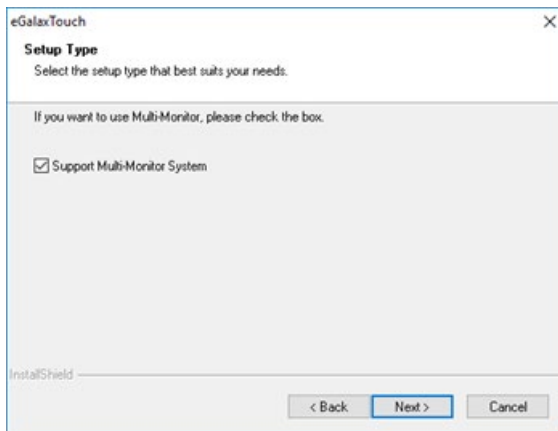 eGalaxTouch
Setup Type
Select the setup type that best suits your needs.
If you want to use Multi-Monitor, please check the box.
Support Multi-Monitor System
InstallShield
< Back Next > Cancel